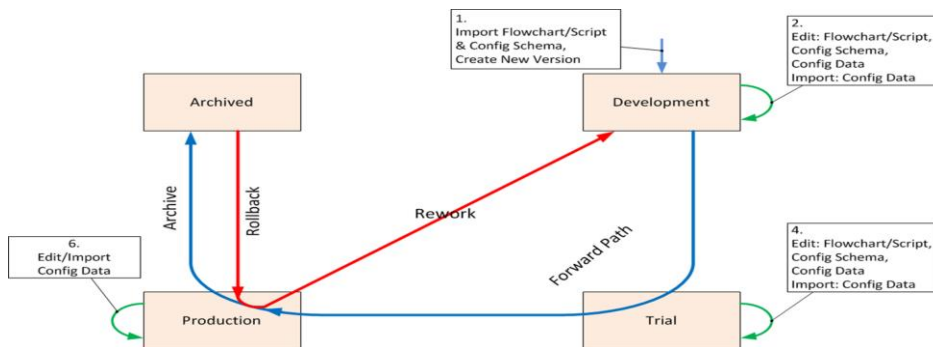 1.
Import Flowchart/Script
& Config Schema,
Create New Version
2.
Edit: Flowchart/Script,
Config Schema,
Config Data
Import: Config Data
Archived
Development
Archive
Rollback
Rework
Forward Path
6.
Edit/Import
Config Data
4.
Edit: Flowchart/Script,
Config Schema,
Config Data
Import: Config Data
Production
Trial